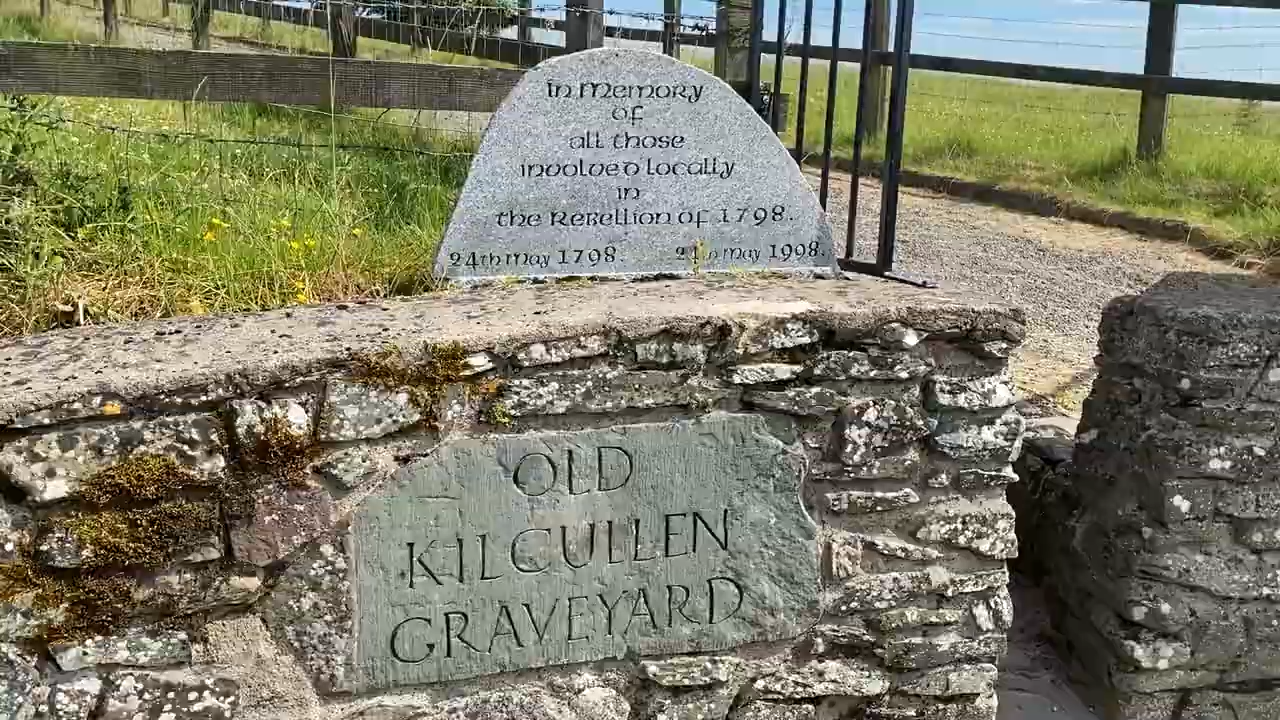 In Memory
of
all those
involved locally
in
the Rebellion of 1798.
24th May 1798. 24th May 1998.
OLD
KILCULLEN
GRAVEYARD